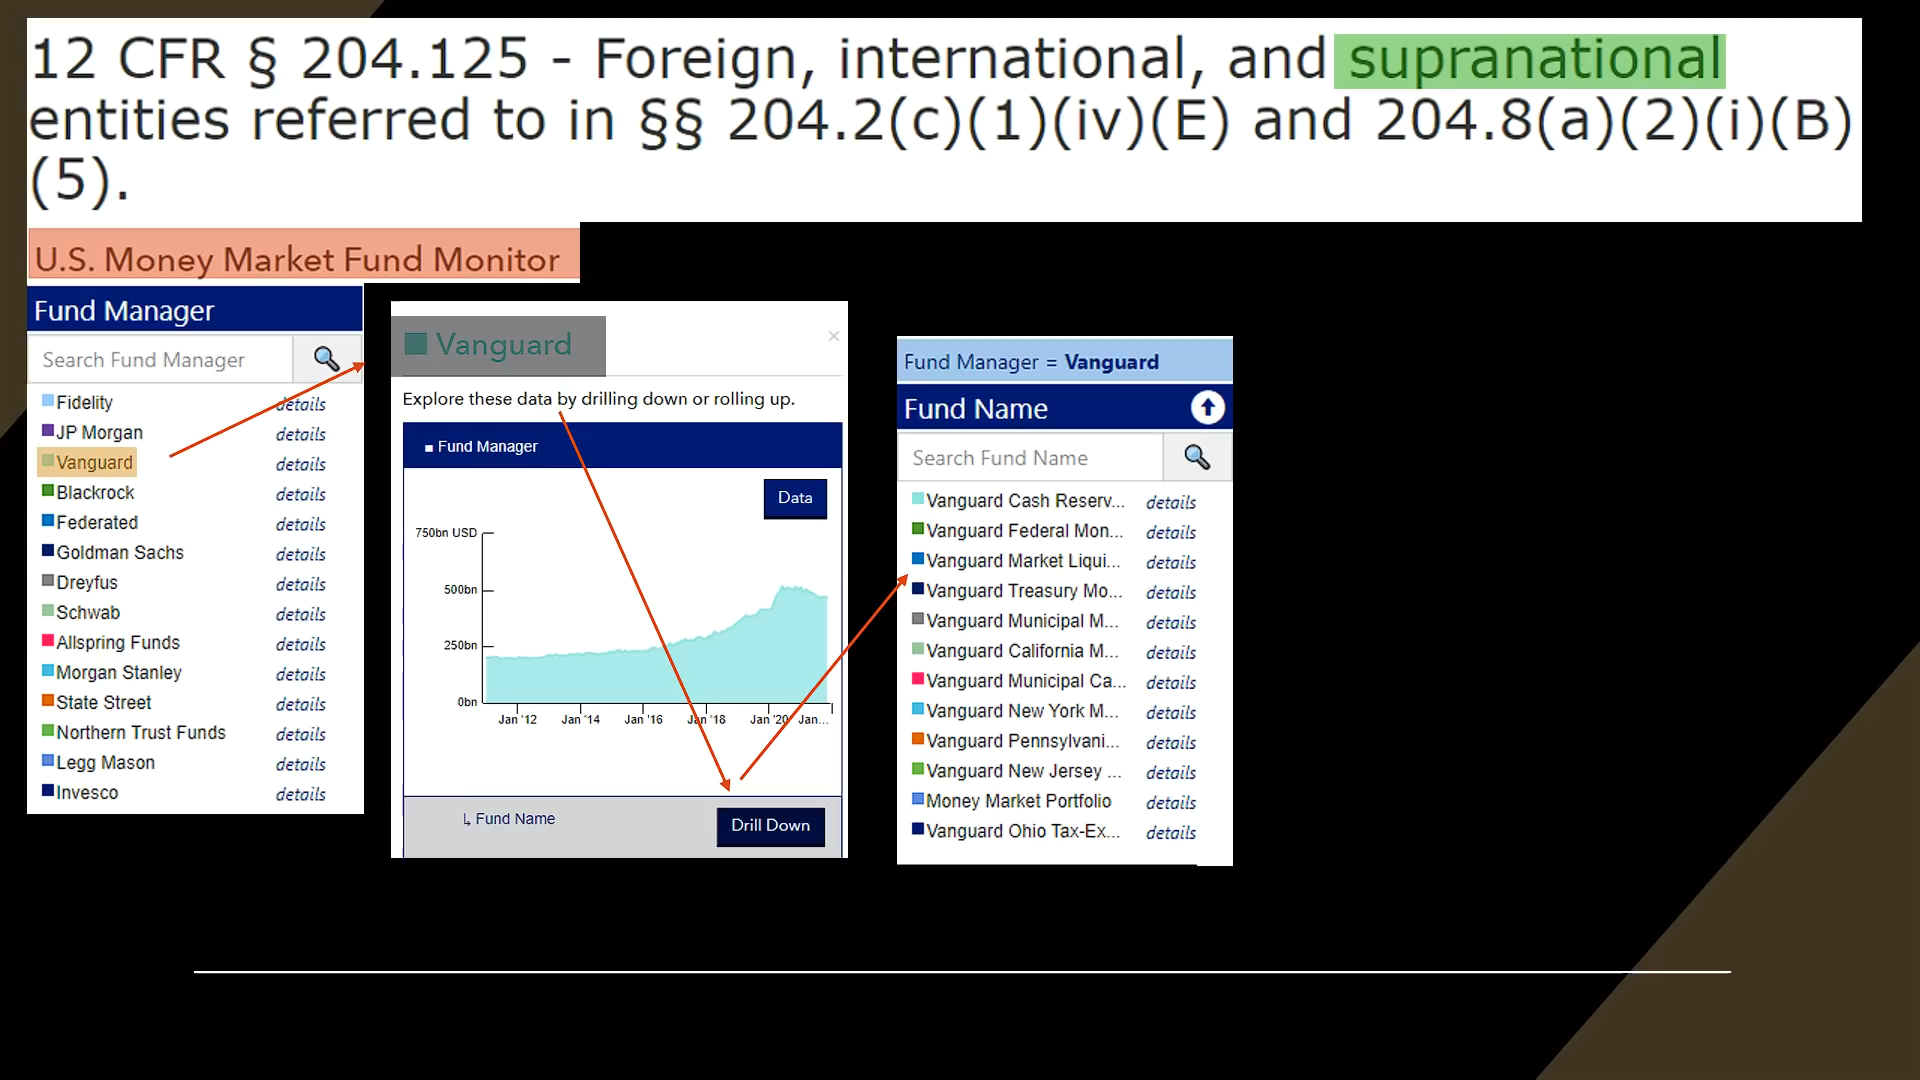 12 CFR § 204.125 - Foreign, international, and supranational
entities referred to in §§ 204.2(c)(1)(iv)(E) and 204.8(a)(2)(i)(B)
(5).
U.S. Money Market Fund Monitor
Fund Manager
Search Fund Manager
Fidelity details
JP Morgan details
Vanguard details
Blackrock details
Federated details
Goldman Sachs details
Dreyfus details
Schwab details
Allspring Funds details
Morgan Stanley details
State Street details
Northern Trust Funds details
Legg Mason details
Invesco details
Vanguard ×
Explore these data by drilling down or rolling up.
Fund Manager
Data
750bn USD
500bn
250bn
0bn
Jan '12 Jan '14 Jan '16 Jan '18 Jan '20 Jan...
↳ Fund Name
Drill Down
Fund Manager = Vanguard
Fund Name
Search Fund Name
Vanguard Cash Reserv... details
Vanguard Federal Mon... details
Vanguard Market Liqui... details
Vanguard Treasury Mo... details
Vanguard Municipal M... details
Vanguard California M... details
Vanguard Municipal Ca... details
Vanguard New York M... details
Vanguard Pennsylvani... details
Vanguard New Jersey ... details
Money Market Portfolio details
Vanguard Ohio Tax-Ex... details